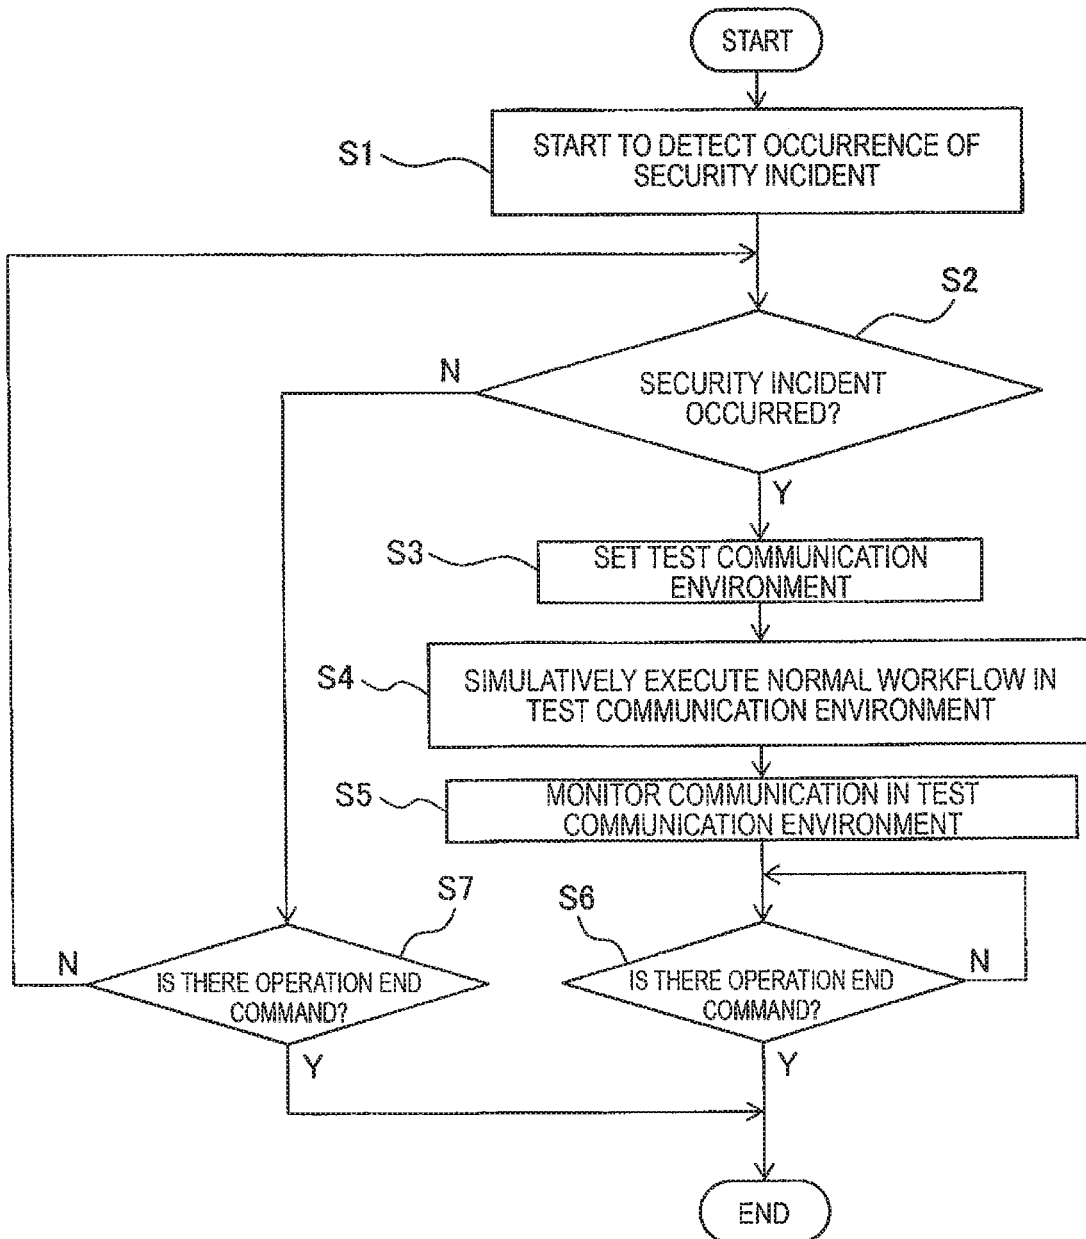 START
S1
START TO DETECT OCCURRENCE OF
SECURITY INCIDENT
S2
N
SECURITY INCIDENT
OCCURRED?
Y
S3
SET TEST COMMUNICATION
ENVIRONMENT
S4
SIMULATIVELY EXECUTE NORMAL WORKFLOW IN
TEST COMMUNICATION ENVIRONMENT
S5
MONITOR COMMUNICATION IN TEST
COMMUNICATION ENVIRONMENT
S7
N
IS THERE OPERATION END
COMMAND?
Y
S6
IS THERE OPERATION END
COMMAND?
N
Y
END